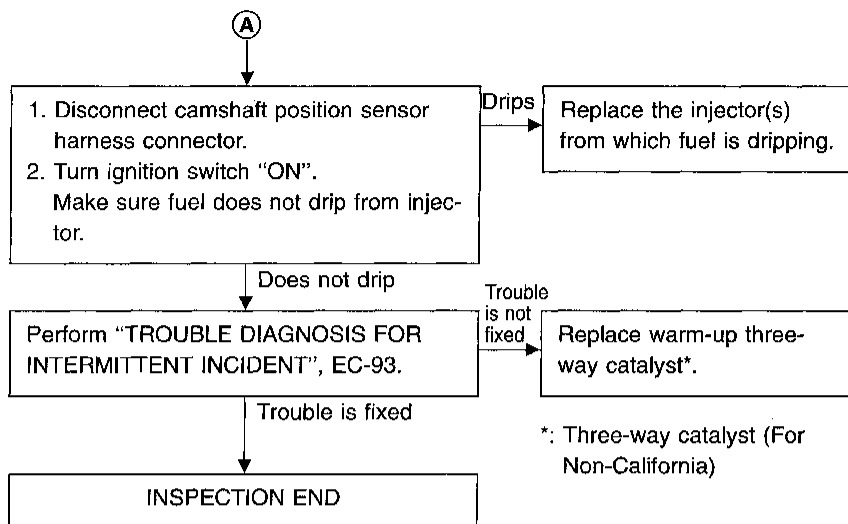 A
1. Disconnect camshaft position sensor
harness connector.
2. Turn ignition switch “ON”.
Make sure fuel does not drip from injec-
tor.
Drips
Replace the injector(s)
from which fuel is dripping.
Does not drip
Perform “TROUBLE DIAGNOSIS FOR
INTERMITTENT INCIDENT”, EC-93.
Trouble
is not
fixed
Replace warm-up three-
way catalyst*.
Trouble is fixed
*: Three-way catalyst (For
Non-California)
INSPECTION END